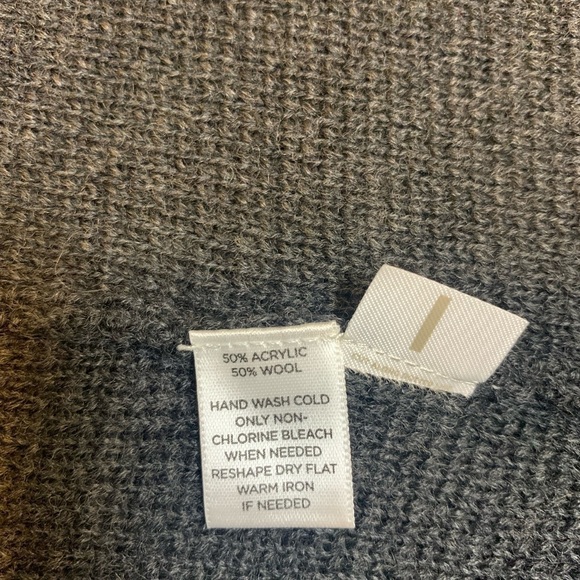 50% ACRYLIC
50% WOOL
HAND WASH COLD
ONLY NON-
CHLORINE BLEACH
WHEN NEEDED
RESHAPE DRY FLAT
WARM IRON
IF NEEDED